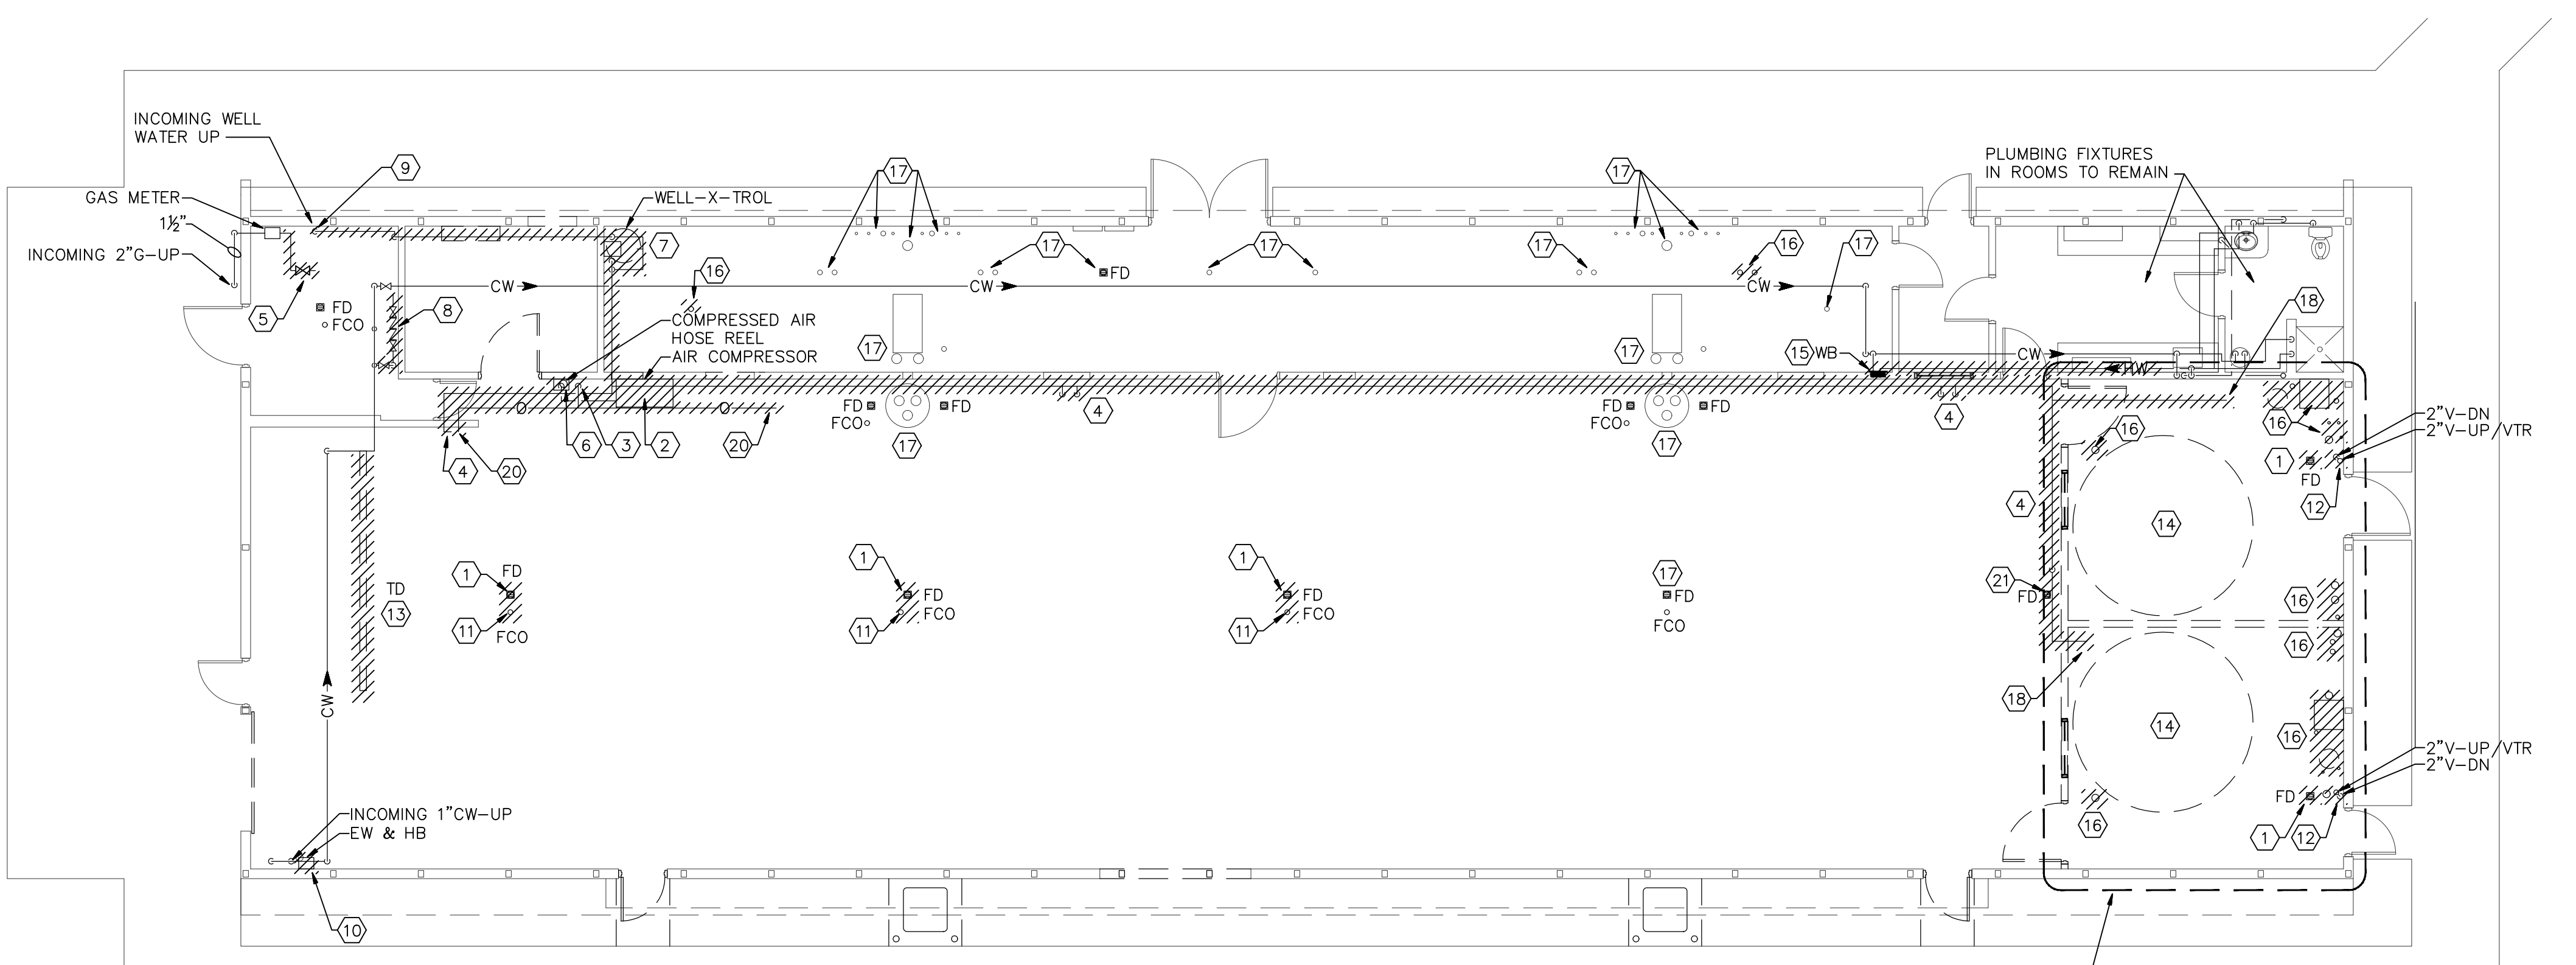 INCOMING WELL
WATER UP
9
GAS METER
1½"
INCOMING 2"G-UP
5
FD
FCO
8
WELL-X-TROL
7
16
CW
COMPRESSED AIR
HOSE REEL
AIR COMPRESSOR
17
17
17
FD
CW
17
17
17
17
16
17
CW
PLUMBING FIXTURES
IN ROOMS TO REMAIN
18
17
17
15
WB
CW
HW
4
20
6
3
2
20
FD
FD
FCO
17
4
FD
FD
FCO
17
4
16
16
2"V-DN
2"V-UP/VTR
1
FD
12
4
14
TD
13
1
FD
11
FCO
1
FD
FCO
11
1
FD
FCO
11
17
FD
FCO
21
FD
16
16
18
14
16
CW
2"V-UP/VTR
2"V-DN
FD
16
1
12
INCOMING 1"CW-UP
EW & HB
10